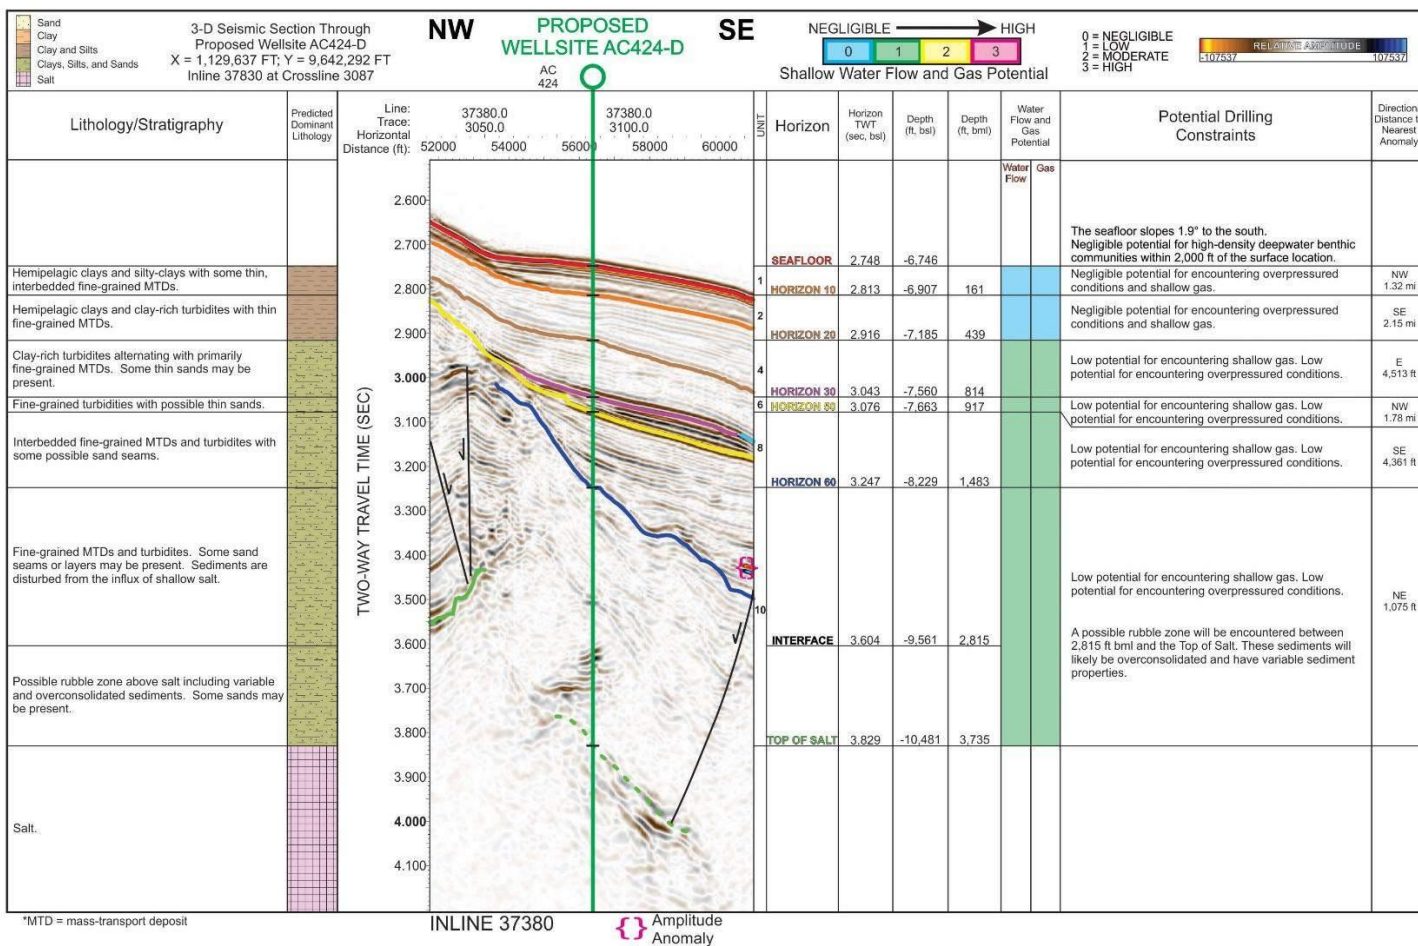 Sand
Clay
Clay and Silts
Clays, Silts, and Sands
Salt
3-D Seismic Section Through
Proposed Wellsite AC424-D
X = 1,129,637 FT; Y = 9,642,292 FT
Inline 37830 at Crossline 3087
NW
PROPOSED
WELLSITE AC424-D
SE
AC
424
NEGLIGIBLE HIGH
0 1 2 3
Shallow Water Flow and Gas Potential
0 = NEGLIGIBLE
1 = LOW
2 = MODERATE
3 = HIGH
RELATIVE AMPLITUDE
-107537 107537
Lithology/Stratigraphy
Predicted
Dominant
Lithology
Line:
Trace:
Horizontal
Distance (ft):
37380.0 37380.0
3050.0 3100.0
52000 54000 56000 58000 60000
UNIT
Horizon
Horizon
TWT
(sec, bsl)
Depth
(ft, bsl)
Depth
(ft, bml)
Water
Flow and
Gas
Potential
Potential Drilling
Constraints
Direction
Distance t
Nearest
Anomaly
Water
Flow
Gas
TWO-WAY TRAVEL TIME (SEC)
2.600
2.700
2.800
2.900
3.000
3.100
3.200
3.300
3.400
3.500
3.600
3.700
3.800
3.900
4.000
4.100
The seafloor slopes 1.9° to the south.
Negligible potential for high-density deepwater benthic
communities within 2,000 ft of the surface location.
SEAFLOOR 2.748 -6,746
Hemipelagic clays and silty-clays with some thin,
interbedded fine-grained MTDs.
1
HORIZON 10 2.813 -6,907 161
Negligible potential for encountering overpressured
conditions and shallow gas.
NW
1.32 mi
Hemipelagic clays and clay-rich turbidites with thin
fine-grained MTDs.
2
HORIZON 20 2.916 -7,185 439
Negligible potential for encountering overpressured
conditions and shallow gas.
SE
2.15 mi
Clay-rich turbidites alternating with primarily
fine-grained MTDs. Some thin sands may be
present.
4
HORIZON 30 3.043 -7,560 814
Low potential for encountering shallow gas. Low
potential for encountering overpressured conditions.
E
4,513 ft
Fine-grained turbidities with possible thin sands.
6
HORIZON 50 3.076 -7,663 917
Low potential for encountering shallow gas. Low
potential for encountering overpressured conditions.
NW
1.78 mi
Interbedded fine-grained MTDs and turbidites with
some possible sand seams.
8
HORIZON 60 3.247 -8,229 1,483
Low potential for encountering shallow gas. Low
potential for encountering overpressured conditions.
SE
4,361 ft
Fine-grained MTDs and turbidites. Some sand
seams or layers may be present. Sediments are
disturbed from the influx of shallow salt.
10
INTERFACE 3.604 -9,561 2,815
Low potential for encountering shallow gas. Low
potential for encountering overpressured conditions.
NE
1,075 ft
A possible rubble zone will be encountered between
2,815 ft bml and the Top of Salt. These sediments will
likely be overconsolidated and have variable sediment
properties.
Possible rubble zone above salt including variable
and overconsolidated sediments. Some sands may
be present.
TOP OF SALT 3.829 -10,481 3,735
Salt.
*MTD = mass-transport deposit
INLINE 37380
{} Amplitude
Anomaly